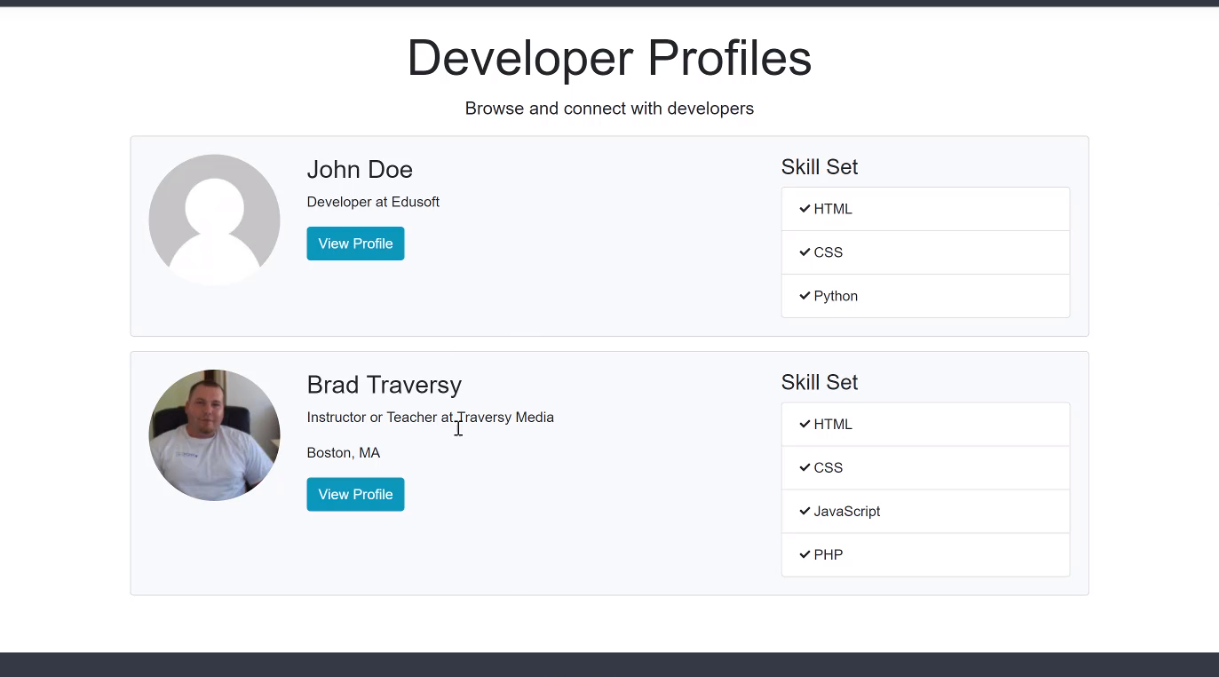 Developer Profiles
Browse and connect with developers
John Doe
Developer at Edusoft
View Profile
Skill Set
HTML
CSS
Python
Brad Traversy
Instructor or Teacher at Traversy Media
Boston, MA
View Profile
Skill Set
HTML
CSS
JavaScript
PHP